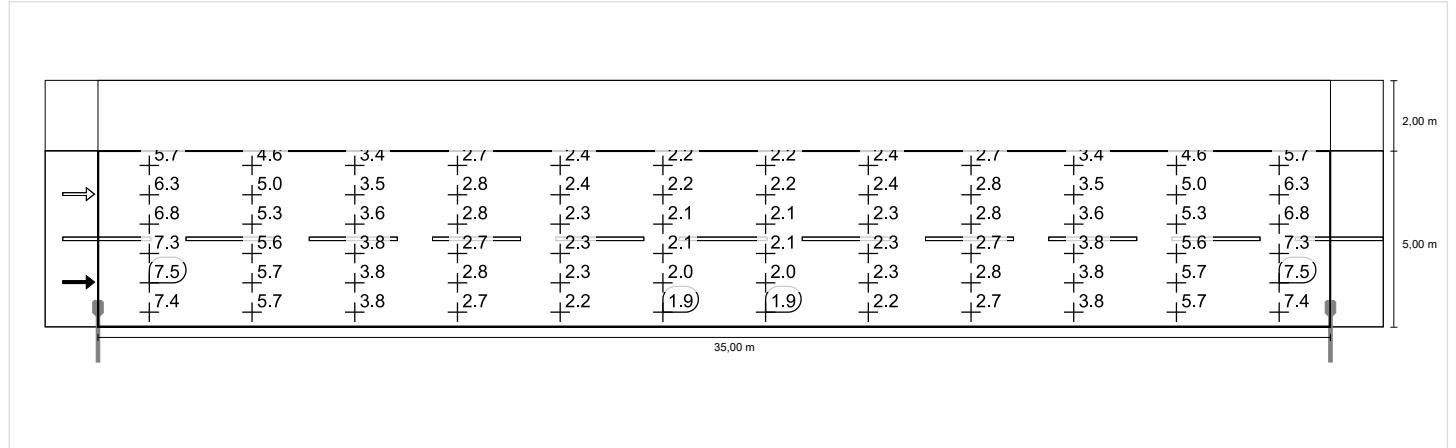 2,00 m
5.7 4.6 3.4 2.7 2.4 2.2 2.2 2.4 2.7 3.4 4.6 5.7
6.3 5.0 3.5 2.8 2.4 2.2 2.2 2.4 2.8 3.5 5.0 6.3
6.8 5.3 3.6 2.8 2.3 2.1 2.1 2.3 2.8 3.6 5.3 6.8
7.3 5.6 3.8 2.7 2.3 2.1 2.1 2.3 2.7 3.8 5.6 7.3
5,00 m
7.5 5.7 3.8 2.8 2.3 2.0 2.0 2.3 2.8 3.8 5.7 7.5
7.4 5.7 3.8 2.7 2.2 1.9 1.9 2.2 2.7 3.8 5.7 7.4
35,00 m